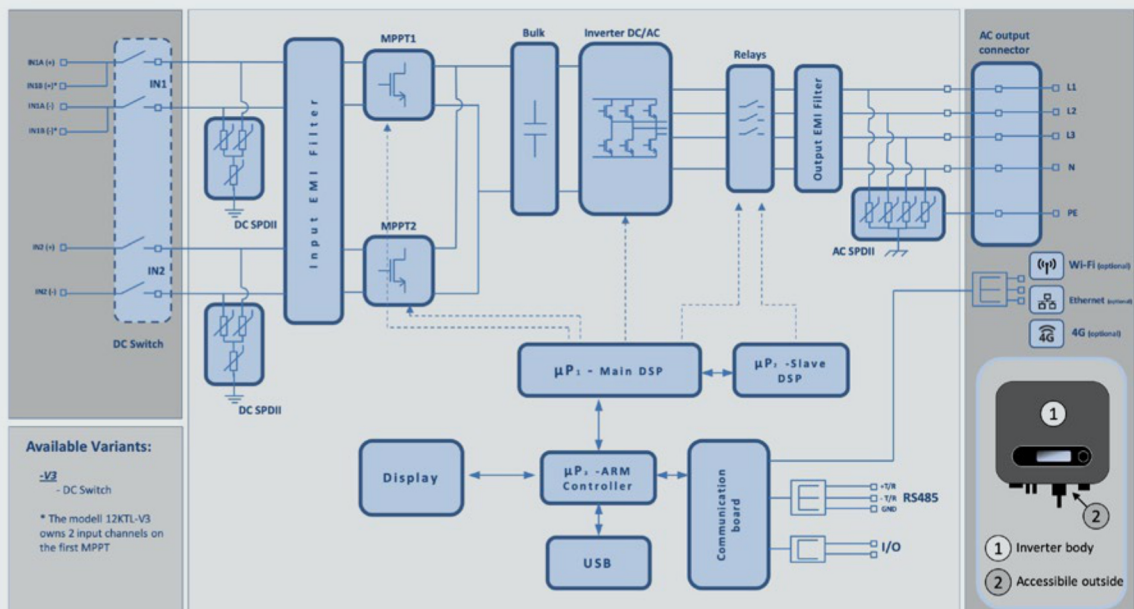 IN1A (+)
IN1B (+)*
IN1A (-)
IN1B (-)*
IN2 (+)
IN2 (-)
IN1
IN2
DC Switch
DC SPDII
DC SPDII
Input EMI Filter
MPPT1
MPPT2
Bulk
Inverter DC/AC
Relays
Output EMI Filter
AC SPDII
AC output
connector
L1
L2
L3
N
PE
Wi-Fi (optional)
Ethernet (optional)
4G
4G (optional)
µP₁ - Main DSP
-Slave
DSP
Display
-ARM
Controller
USB
Communication
board
+T/R
- T/R
GND
RS485
I/O
Available Variants:
-V3
- DC Switch
* The modell 12KTL-V3
owns 2 input channels on
the first MPPT
1
2
1 Inverter body
2 Accessibile outside